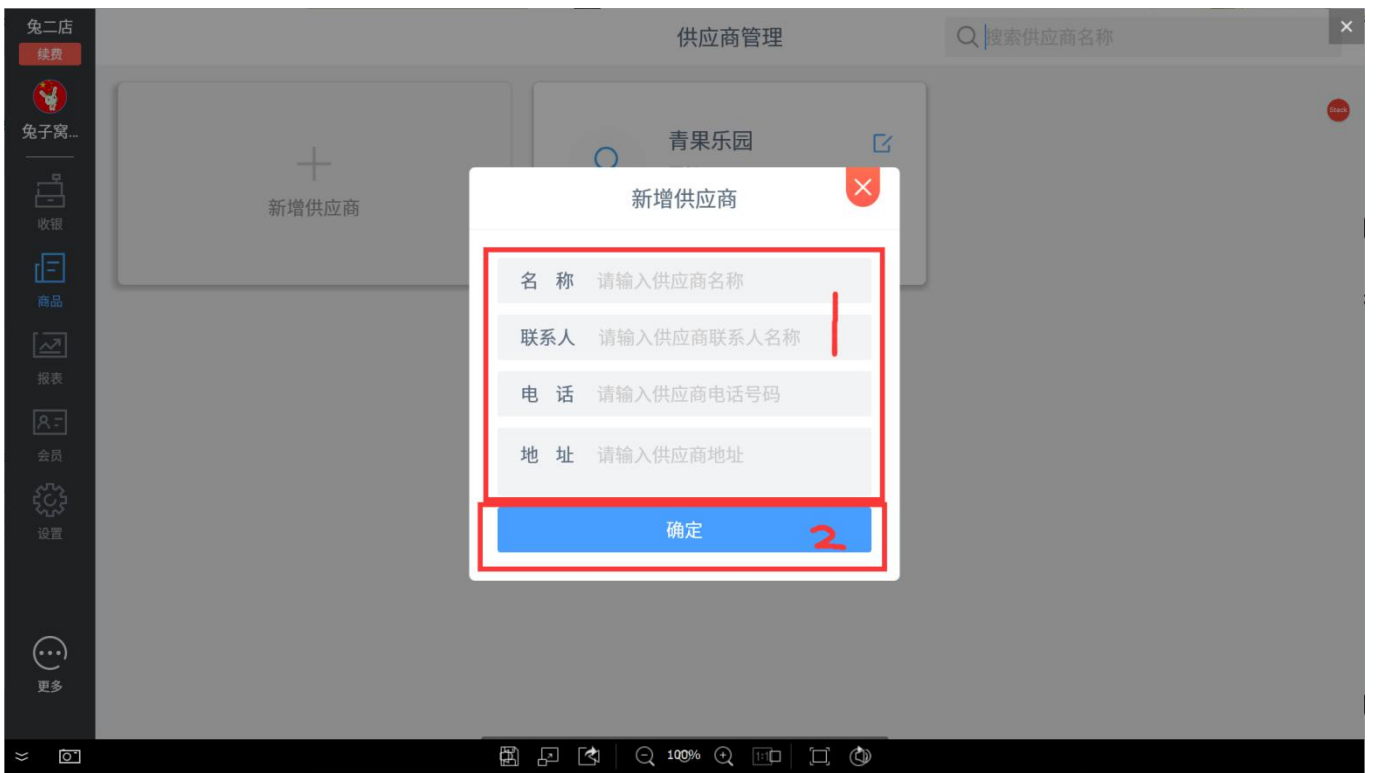 兔二店
续费
兔子窝...
收银
商品
报表
会员
设置
更多
供应商管理
搜索供应商名称
Check
新增供应商
青果乐园
新增供应商
名 称 请输入供应商名称
联系人 请输入供应商联系人名称
1
电 话 请输入供应商电话号码
地 址 请输入供应商地址
确定
2
100%
1:1